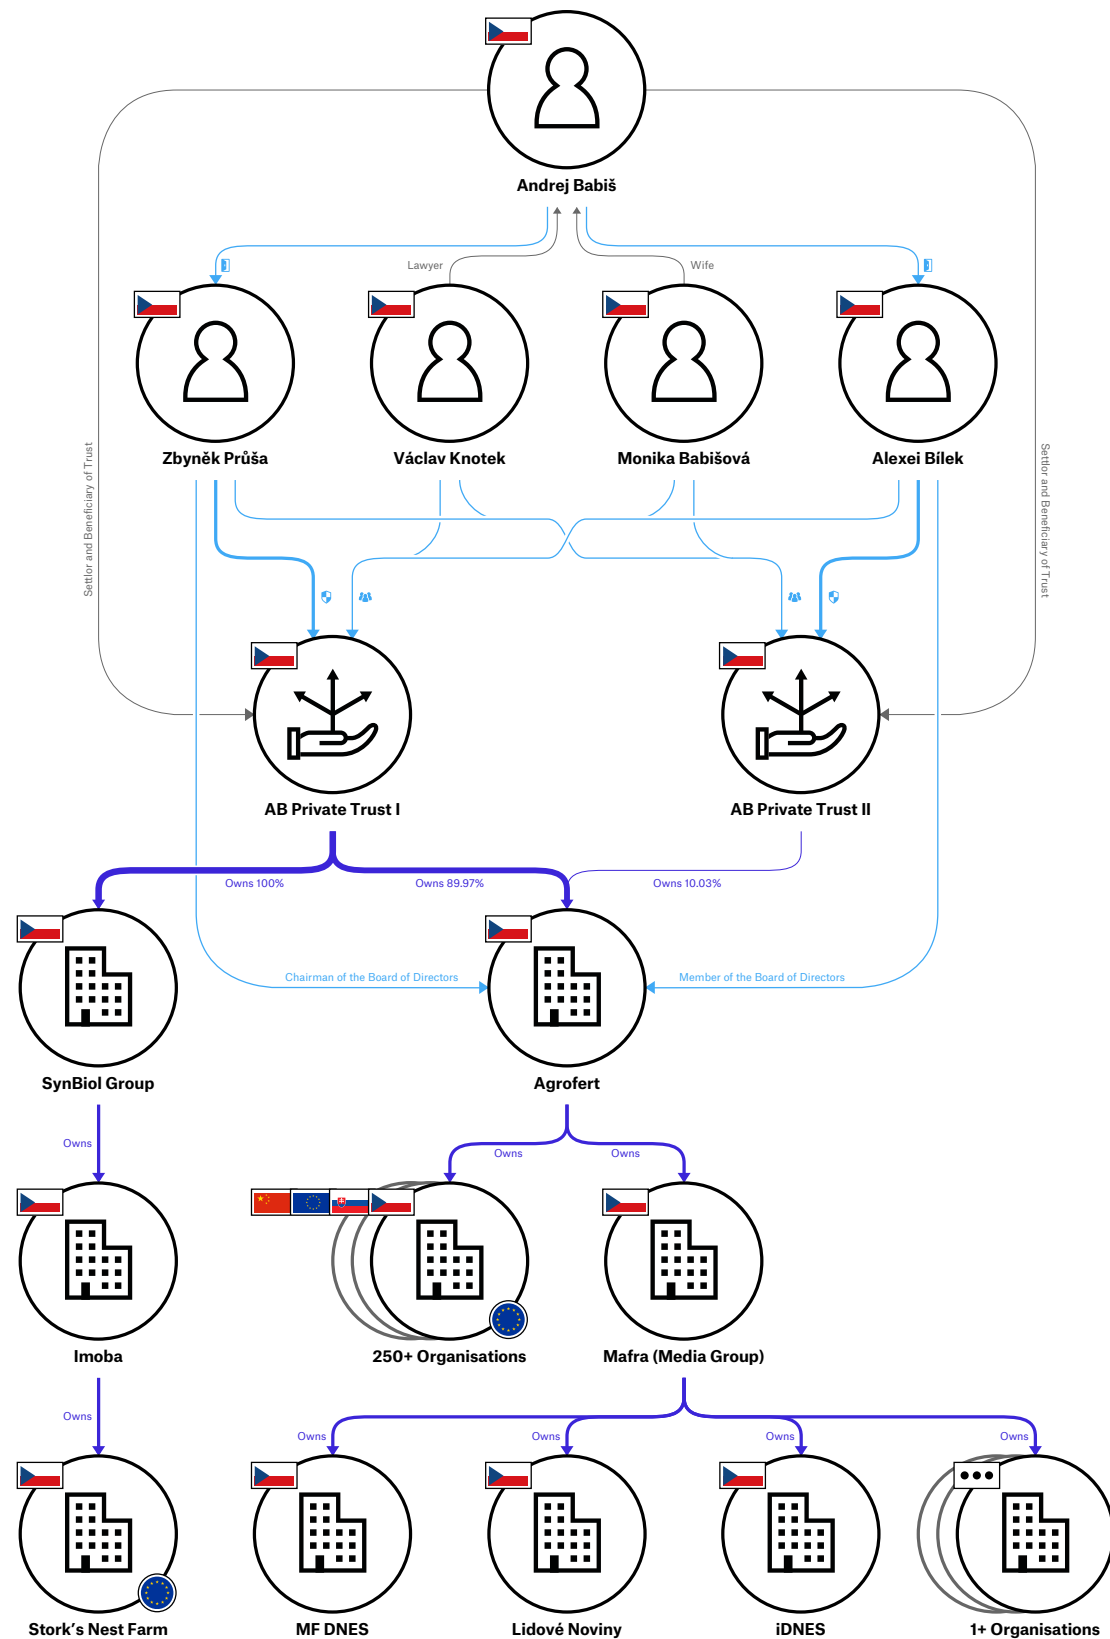 Andrej Babiš
Lawyer
Wife
Zbyněk Průša
Václav Knotek
Monika Babišová
Alexei Bílek
Settlor and Beneficiary of Trust
Settlor and Beneficiary of Trust
AB Private Trust I
AB Private Trust II
Owns 100%
Owns 89.97%
Owns 10.03%
Chairman of the Board of Directors
Member of the Board of Directors
SynBiol Group
Agrofert
Owns
Owns
Owns
Imoba
250+ Organisations
Mafra (Media Group)
Owns
Owns
Owns
Owns
Owns
Stork's Nest Farm
MF DNES
Lidové Noviny
iDNES
1+ Organisations